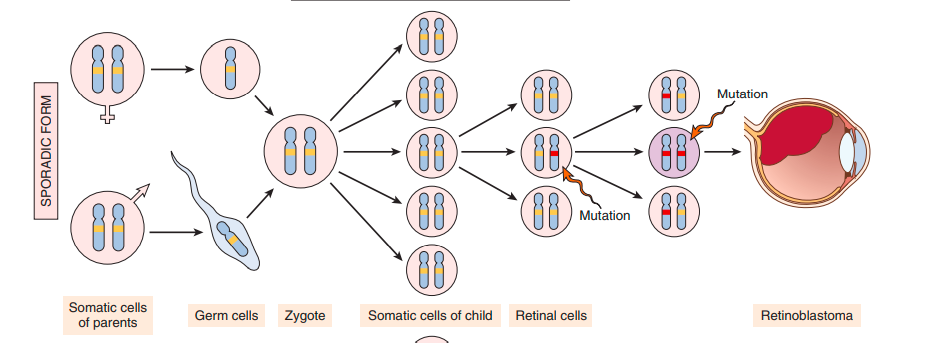 SPORADIC FORM
Mutation
Mutation
Somatic cells
of parents
Germ cells
Zygote
Somatic cells of child
Retinal cells
Retinoblastoma